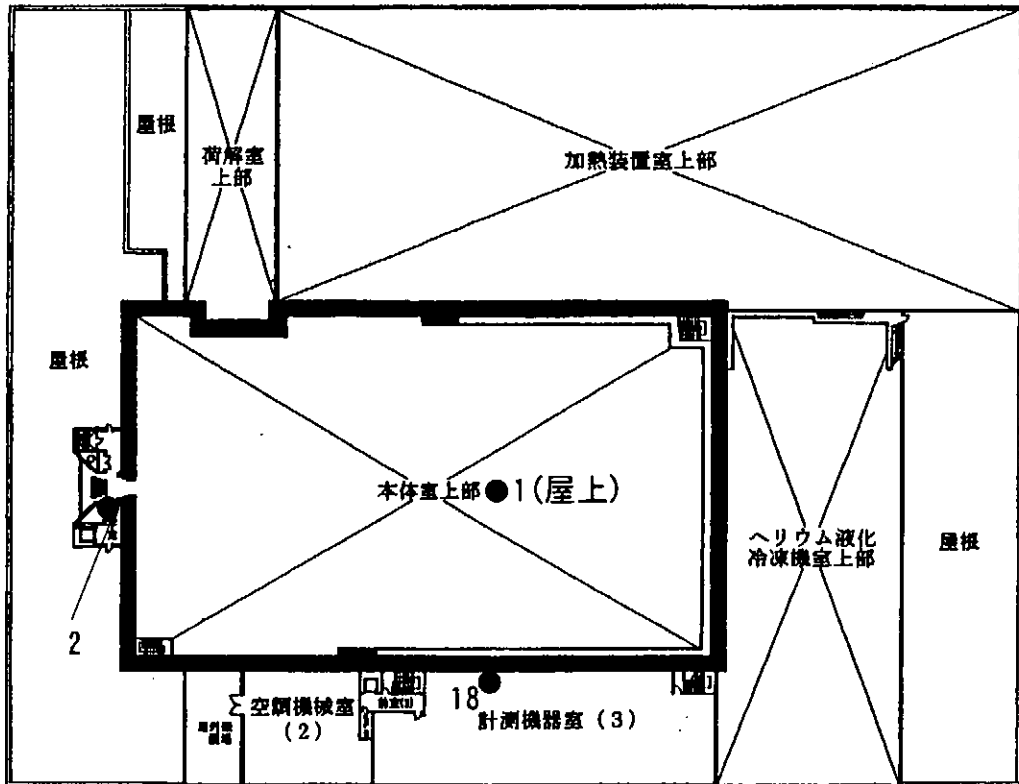 屋根
荷解室
上部
加熱装置室上部
屋根
本体室上部
1(屋上)
ヘリウム液化
冷凍機室上部
屋根
2
18
空調機械室
(2)
計測機器室(3)